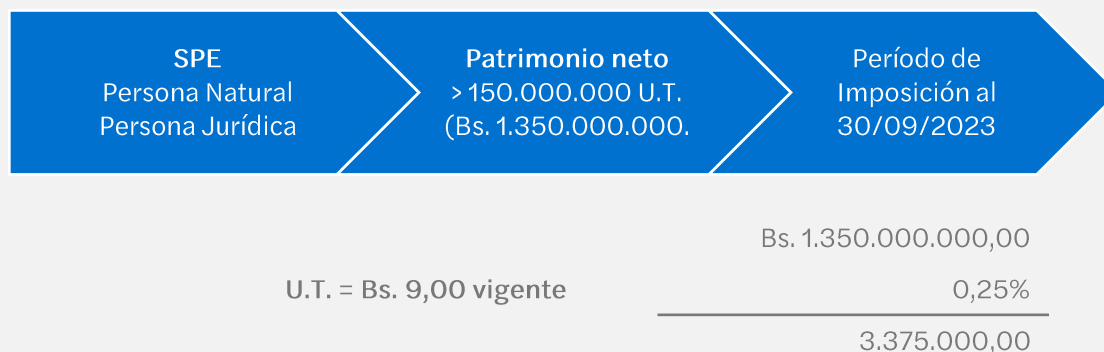 SPE
Persona Natural
Persona Jurídica
Patrimonio neto
> 150.000.000 U.T.
(Bs. 1.350.000.000.
Período de
Imposición al
30/09/2023
Bs. 1.350.000.000,00
U.T. = Bs. 9,00 vigente
0,25%
3.375.000,00